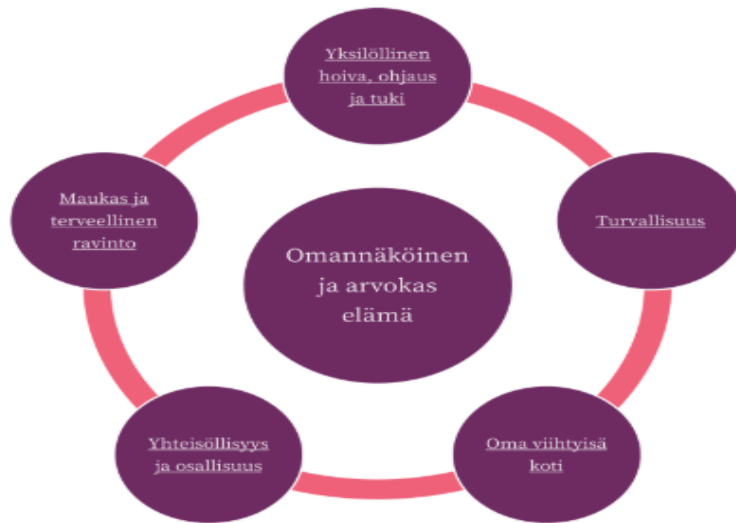 Yksilöllinen
hoiva, ohjaus
ja tuki
Maukas ja
terveellinen
ravinto
Turvallisuus
Omannäköinen
ja arvokas
elämä
Yhteisöllisyys
ja osallisuus
Oma viihtyisä
koti